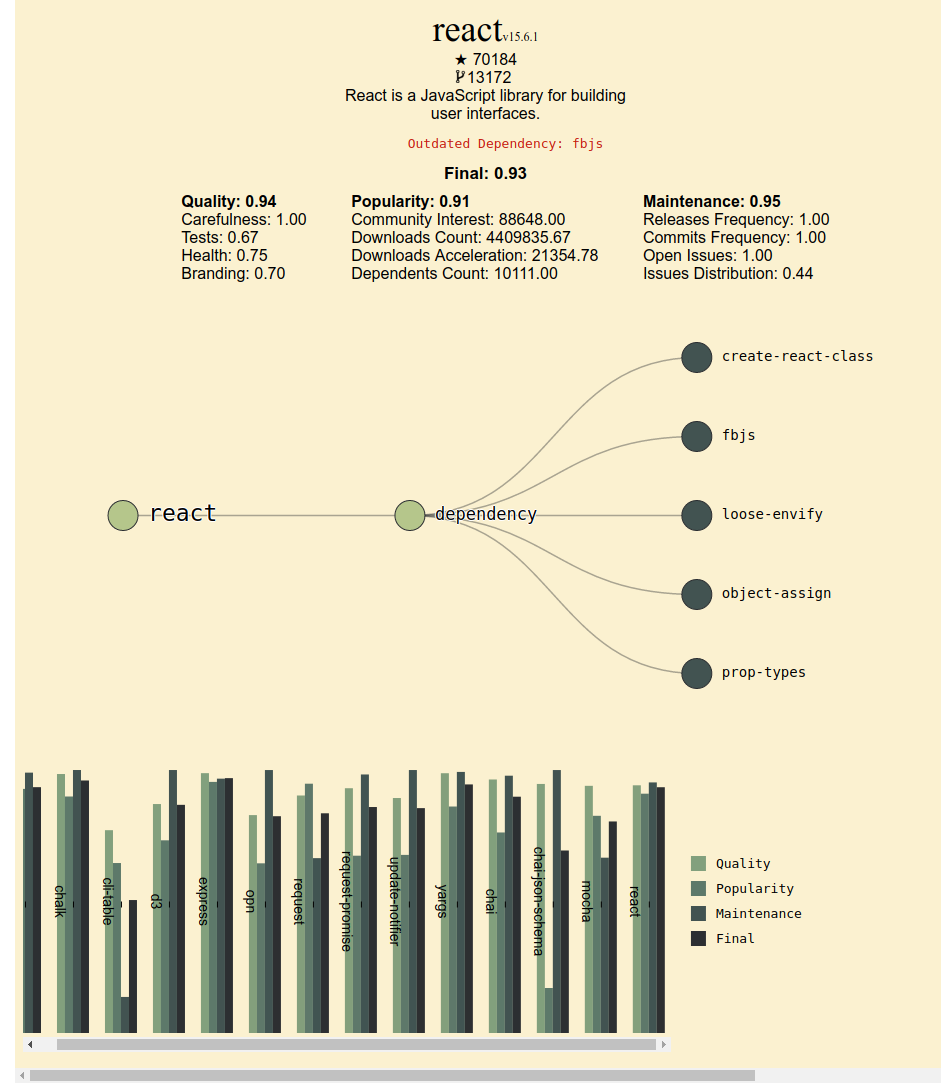 reactv15.6.1
★ 70184
13172
React is a JavaScript library for building
user interfaces.
Outdated Dependency: fbjs
Final: 0.93
Quality: 0.94
Carefulness: 1.00
Tests: 0.67
Health: 0.75
Branding: 0.70
Popularity: 0.91
Community Interest: 88648.00
Downloads Count: 4409835.67
Downloads Acceleration: 21354.78
Dependents Count: 10111.00
Maintenance: 0.95
Releases Frequency: 1.00
Commits Frequency: 1.00
Open Issues: 1.00
Issues Distribution: 0.44
create-react-class
fbjs
react
dependency
loose-envify
object-assign
prop-types
chalk
cli-table
d3
express
opn
request
request-promise
update-notifier
yargs
chai
chai-json-schema
mocha
react
Quality
Popularity
Maintenance
Final